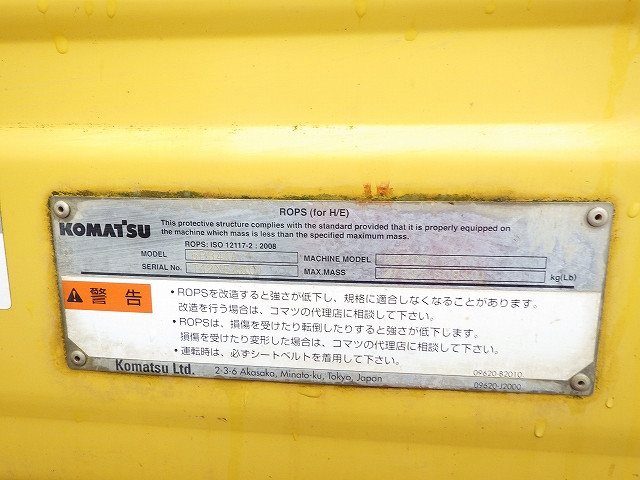 ROPS (for H/E)
KOMATSU
This protective structure complies with the standard provided that it is properly equipped on
the machine which mass is less than the specified maximum mass.
ROPS: ISO 12117-2 : 2008
MODEL
MACHINE MODEL
SERIAL No.
MAX.MASS
kg(Lb)
警告
•ROPSを改造すると強さが低下し、規格に適合しなくなることがあります。
改造を行う場合は、コマツの代理店に相談して下さい。
•ROPSは、損傷を受けたり転倒したりすると強さが低下します。
損傷を受けたり変形した場合は、コマツの代理店に相談して下さい。
•運転時は、必ずシートベルトを着用して下さい。
Komatsu Ltd.
2-3-6 Akasaka, Minato-ku, Tokyo, Japan
09620-B2010
09620-J2000